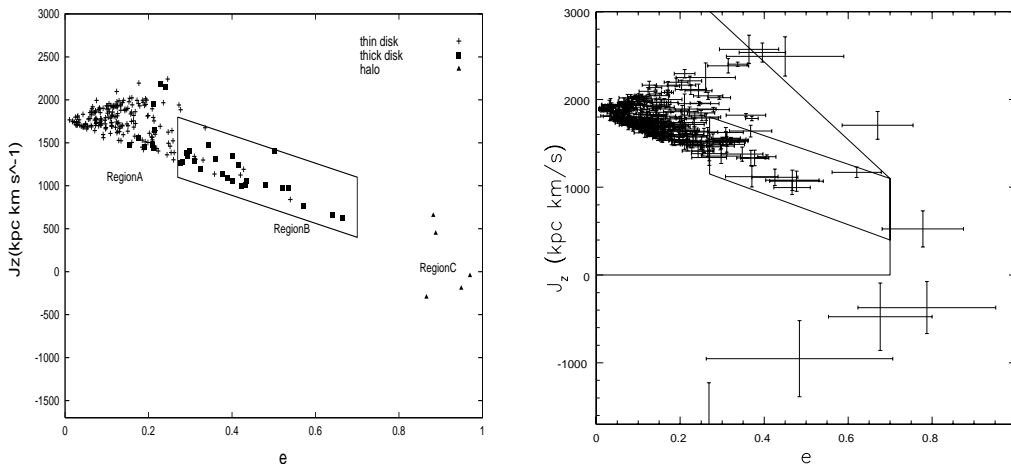 3000
2500
2000
1500
1000
500
0
-500
-1000
-1500
Jz(kpc km s^-1)
thin disk
thick disk
halo
RegionA
RegionB
RegionC
0
0.2
0.4
0.6
0.8
1
e
3000
2000
1000
0
-1000
J_z (kpc km/s)
0
0.2
0.4
0.6
0.8
e